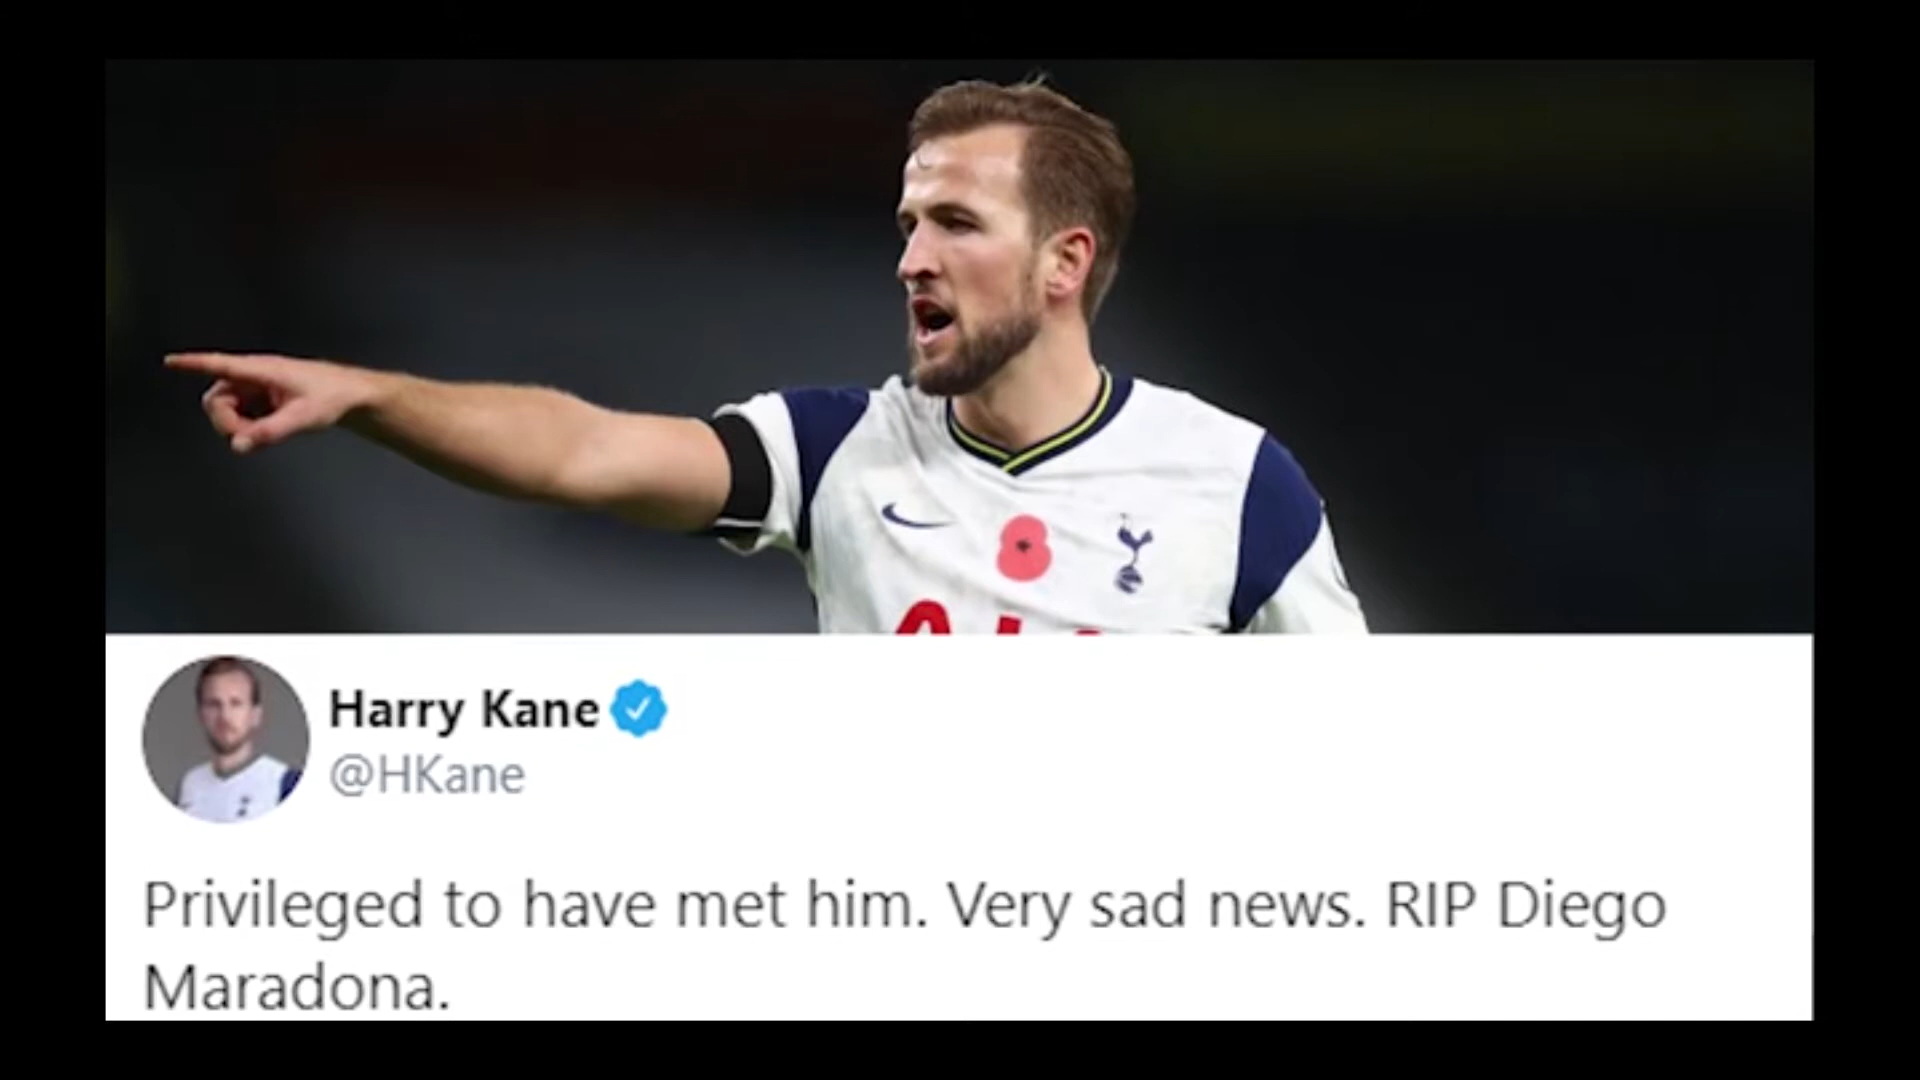 Harry Kane
@HKane
Privileged to have met him. Very sad news. RIP Diego
Maradona.